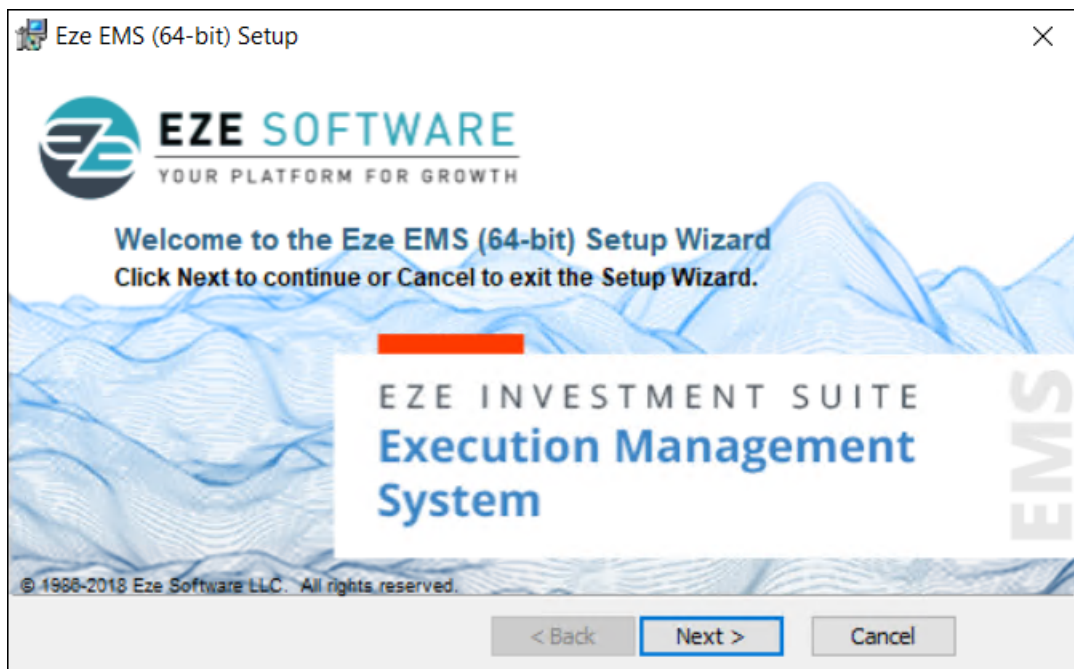 Eze EMS (64-bit) Setup
EZE SOFTWARE
YOUR PLATFORM FOR GROWTH
Welcome to the Eze EMS (64-bit) Setup Wizard
Click Next to continue or Cancel to exit the Setup Wizard.
EZE INVESTMENT SUITE
Execution Management
System
EMS
© 1986-2018 Eze Software LLC. All rights reserved.
< Back
Next >
Cancel